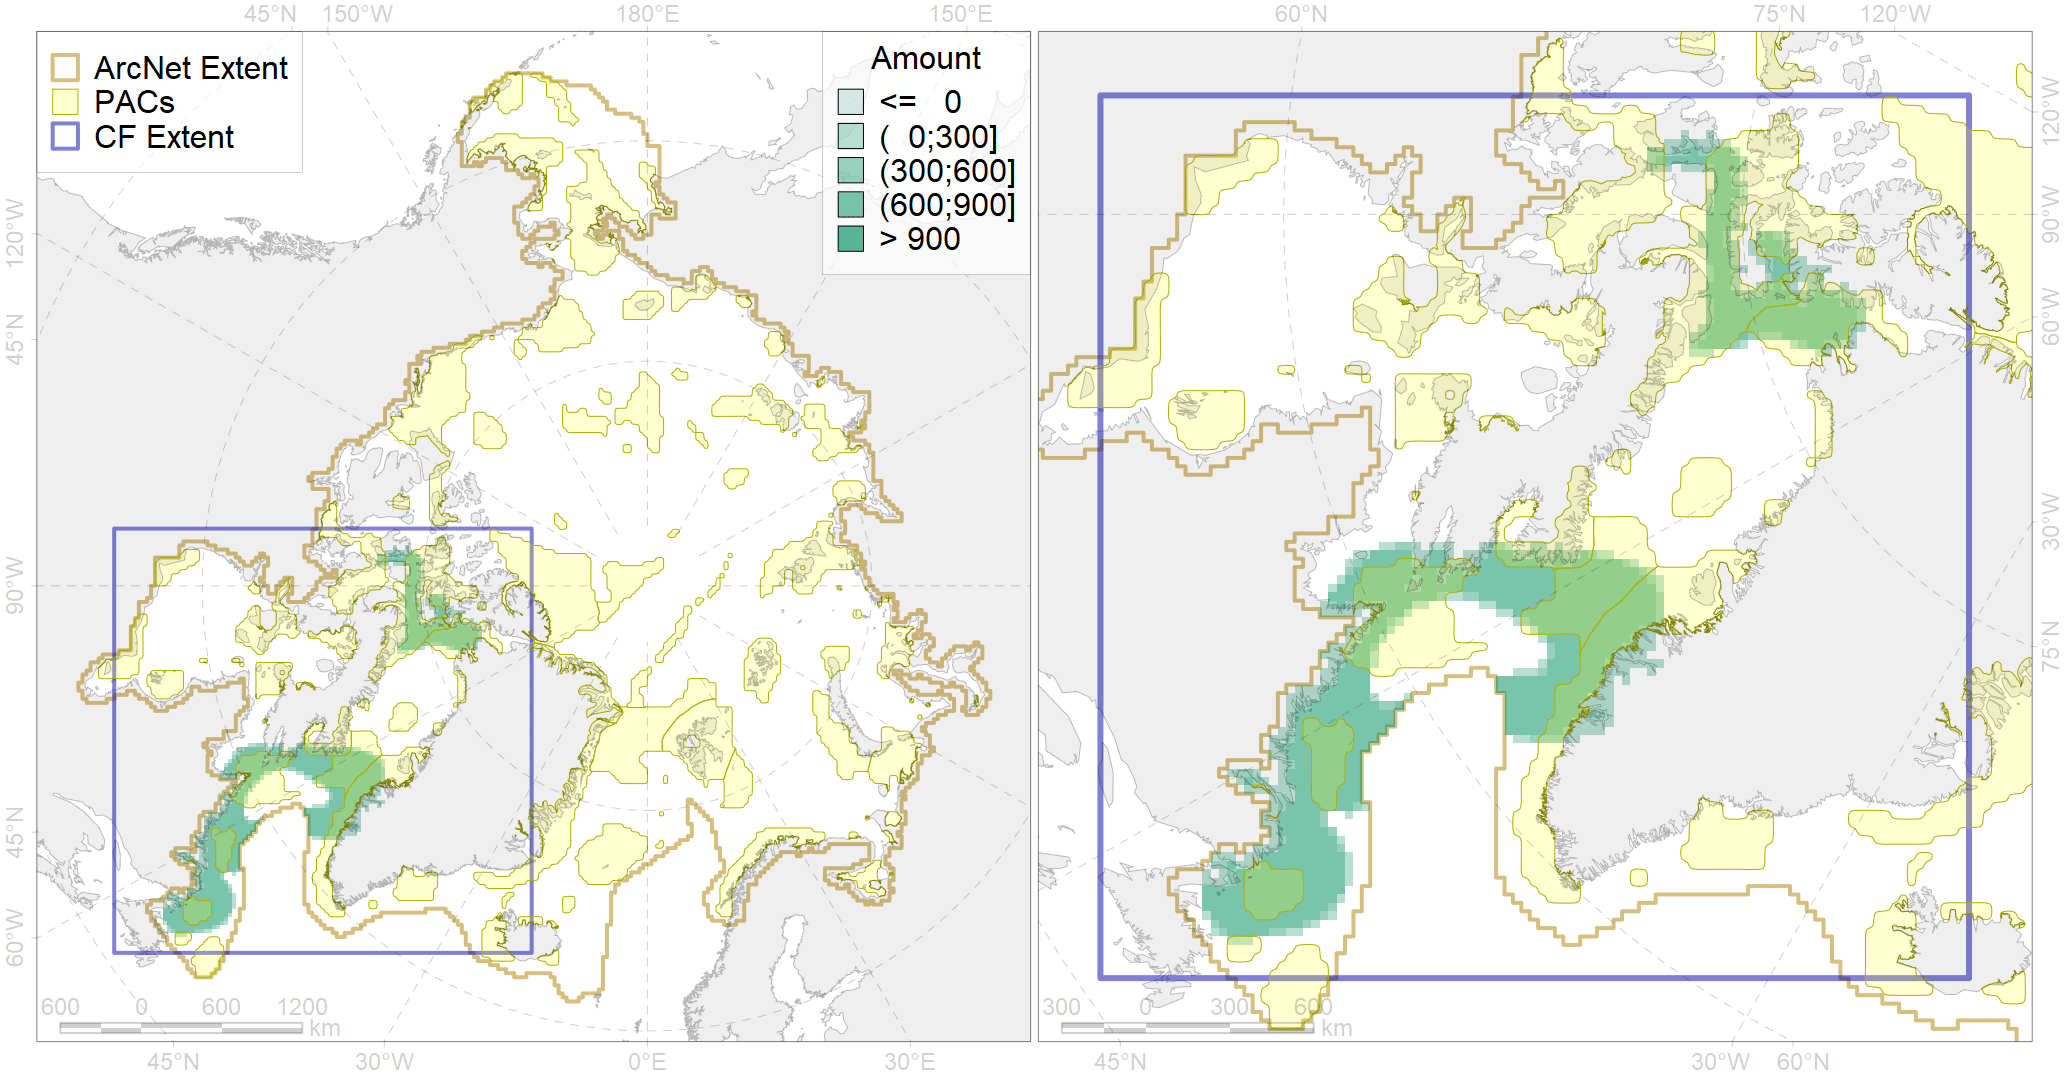 45°N 150°W 180°E 150°E 60°N 75°N 120°W
ArcNet Extent
PACs
CF Extent
Amount
<= 0
( 0;300]
(300;600]
(600;900]
> 900
120°W
45°N
90°W
45°N
60°W
120°W
90°W
60°W
30°W
75°N
600 0 600 1200
km
300 0 300 600
km
45°N 30°W 0°E 30°E 45°N 30°W 60°N